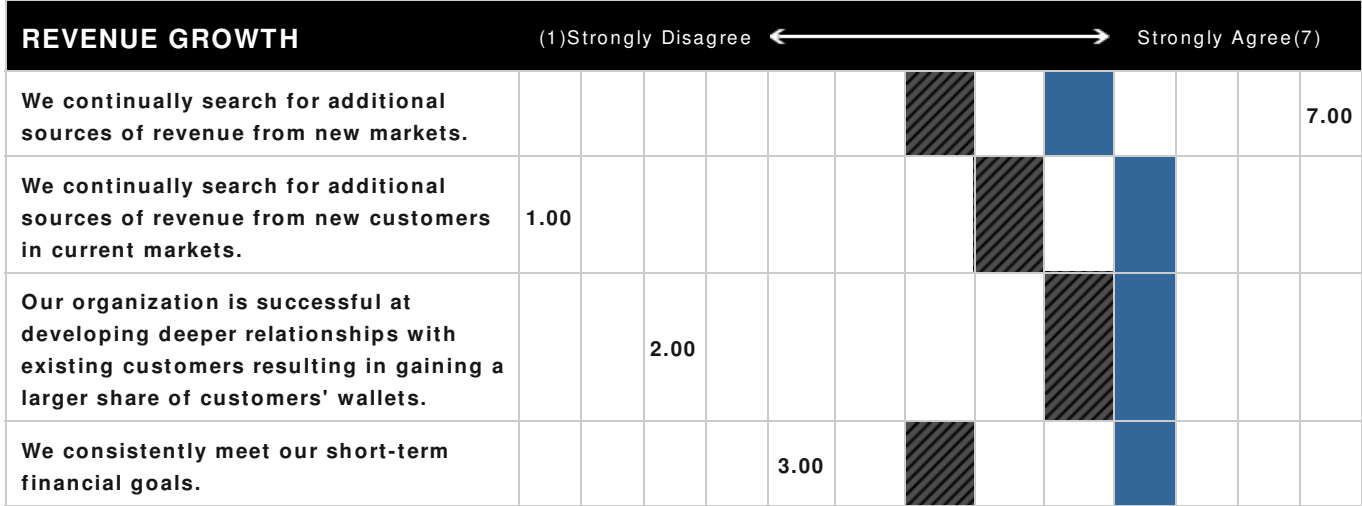 REVENUE GROWTH (1)Strongly Disagree Strongly Agree(7)
We continually search for additional
sources of revenue from new markets.
7.00
We continually search for additional
sources of revenue from new customers
in current markets.
1.00
Our organization is successful at
developing deeper relationships with
existing customers resulting in gaining a
larger share of customers' wallets.
2.00
We consistently meet our short-term
financial goals.
3.00